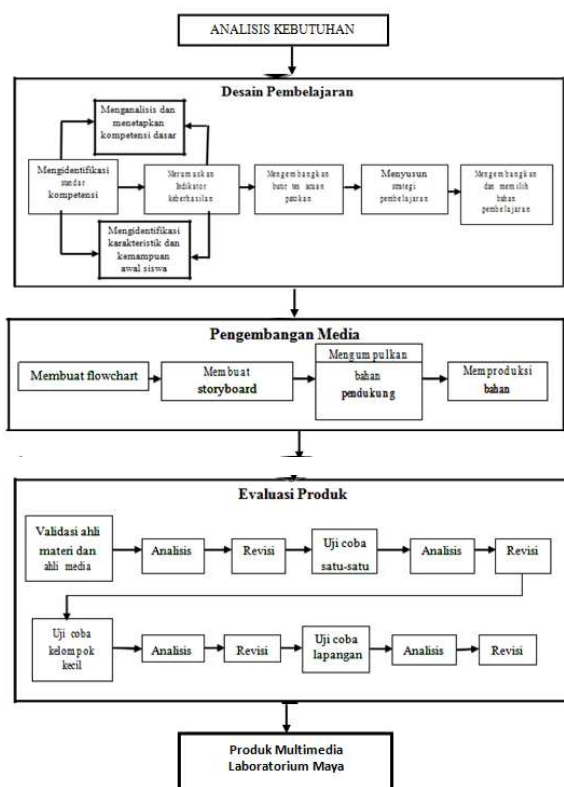 ANALISIS KEBUTUHAN
Desain Pembelajaran
Menganalisis dan
menetapkan
kompetensi dasar
Mengidentifikasi
standar
kompetensi
Merumuskan
Indikator
keberhasilan
Mengembangkan
butir tes acuan
patokan
Menyusun
strategi
pembelajaran
Mengembangkan
dan memilih
bahan
pembelajaran
Mengidentifikasi
karakteristik dan
kemampuan
awal siswa
Pengembangan Media
Membuat flowchart
Membuat
storyboard
Mengumpulkan
bahan
pendukung
Memproduksi
bahan
Evaluasi Produk
Validasi ahli
materi dan
ahli media
Analisis
Revisi
Uji coba
satu-satu
Analisis
Revisi
Uji coba
kelompok
kecil
Analisis
Revisi
Uji coba
lapangan
Analisis
Revisi
Produk Multimedia
Laboratorium Maya